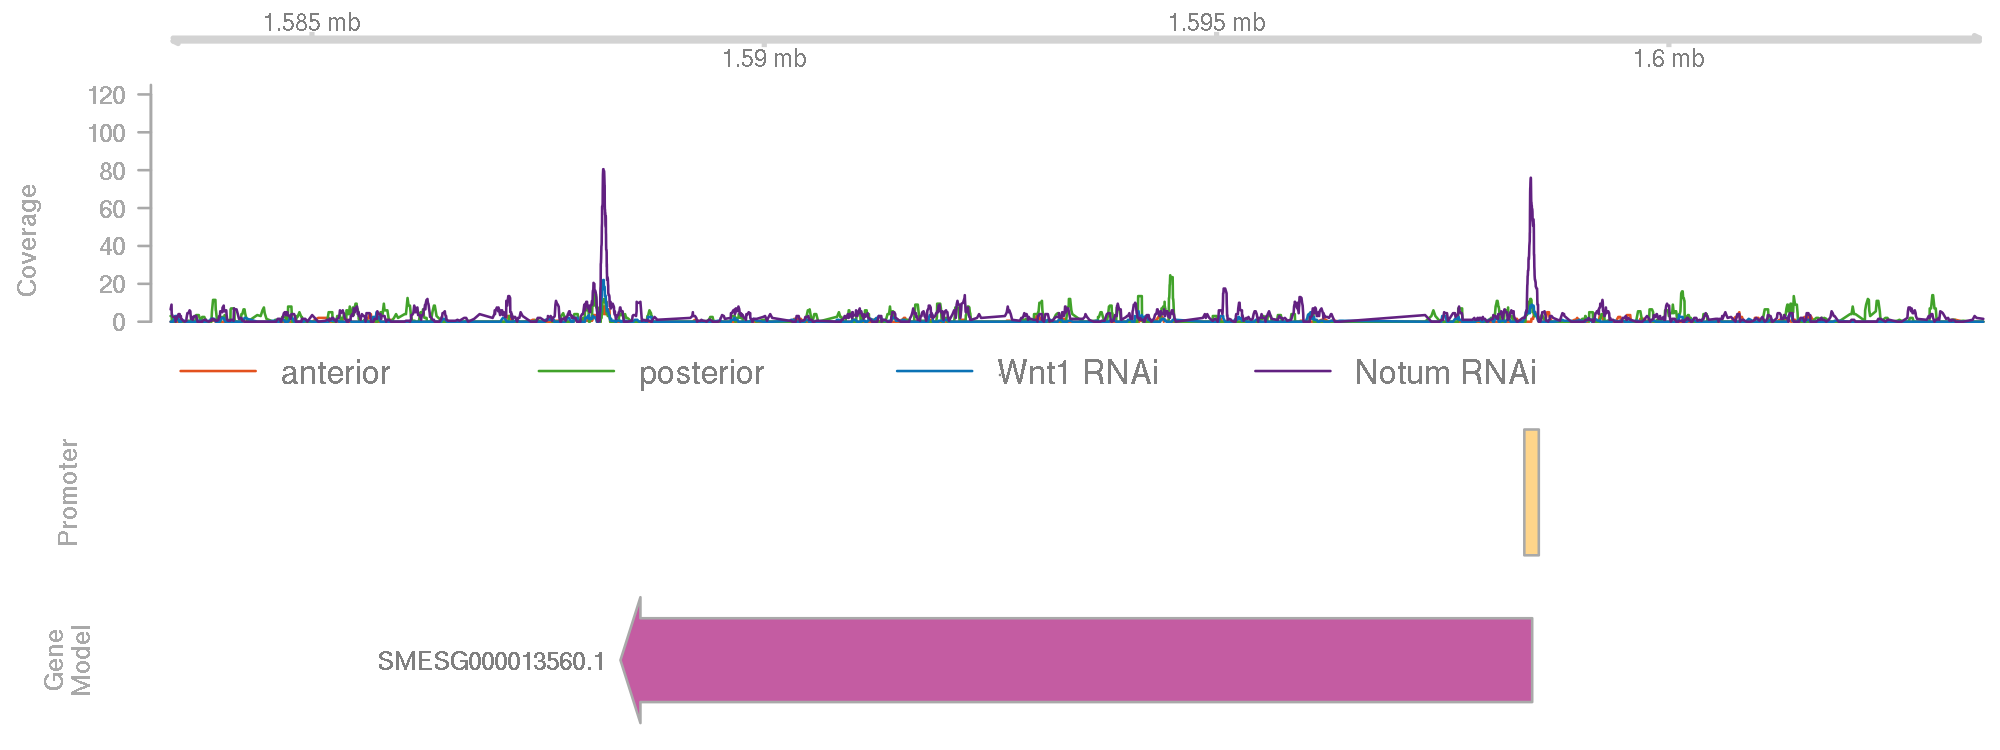 1.585 mb
1.595 mb
1.59 mb
1.6 mb
Coverage
120
100
80
60
40
20
0
anterior posterior Wnt1 RNAi Notum RNAi
Promoter
Gene
Model
SMESG000013560.1